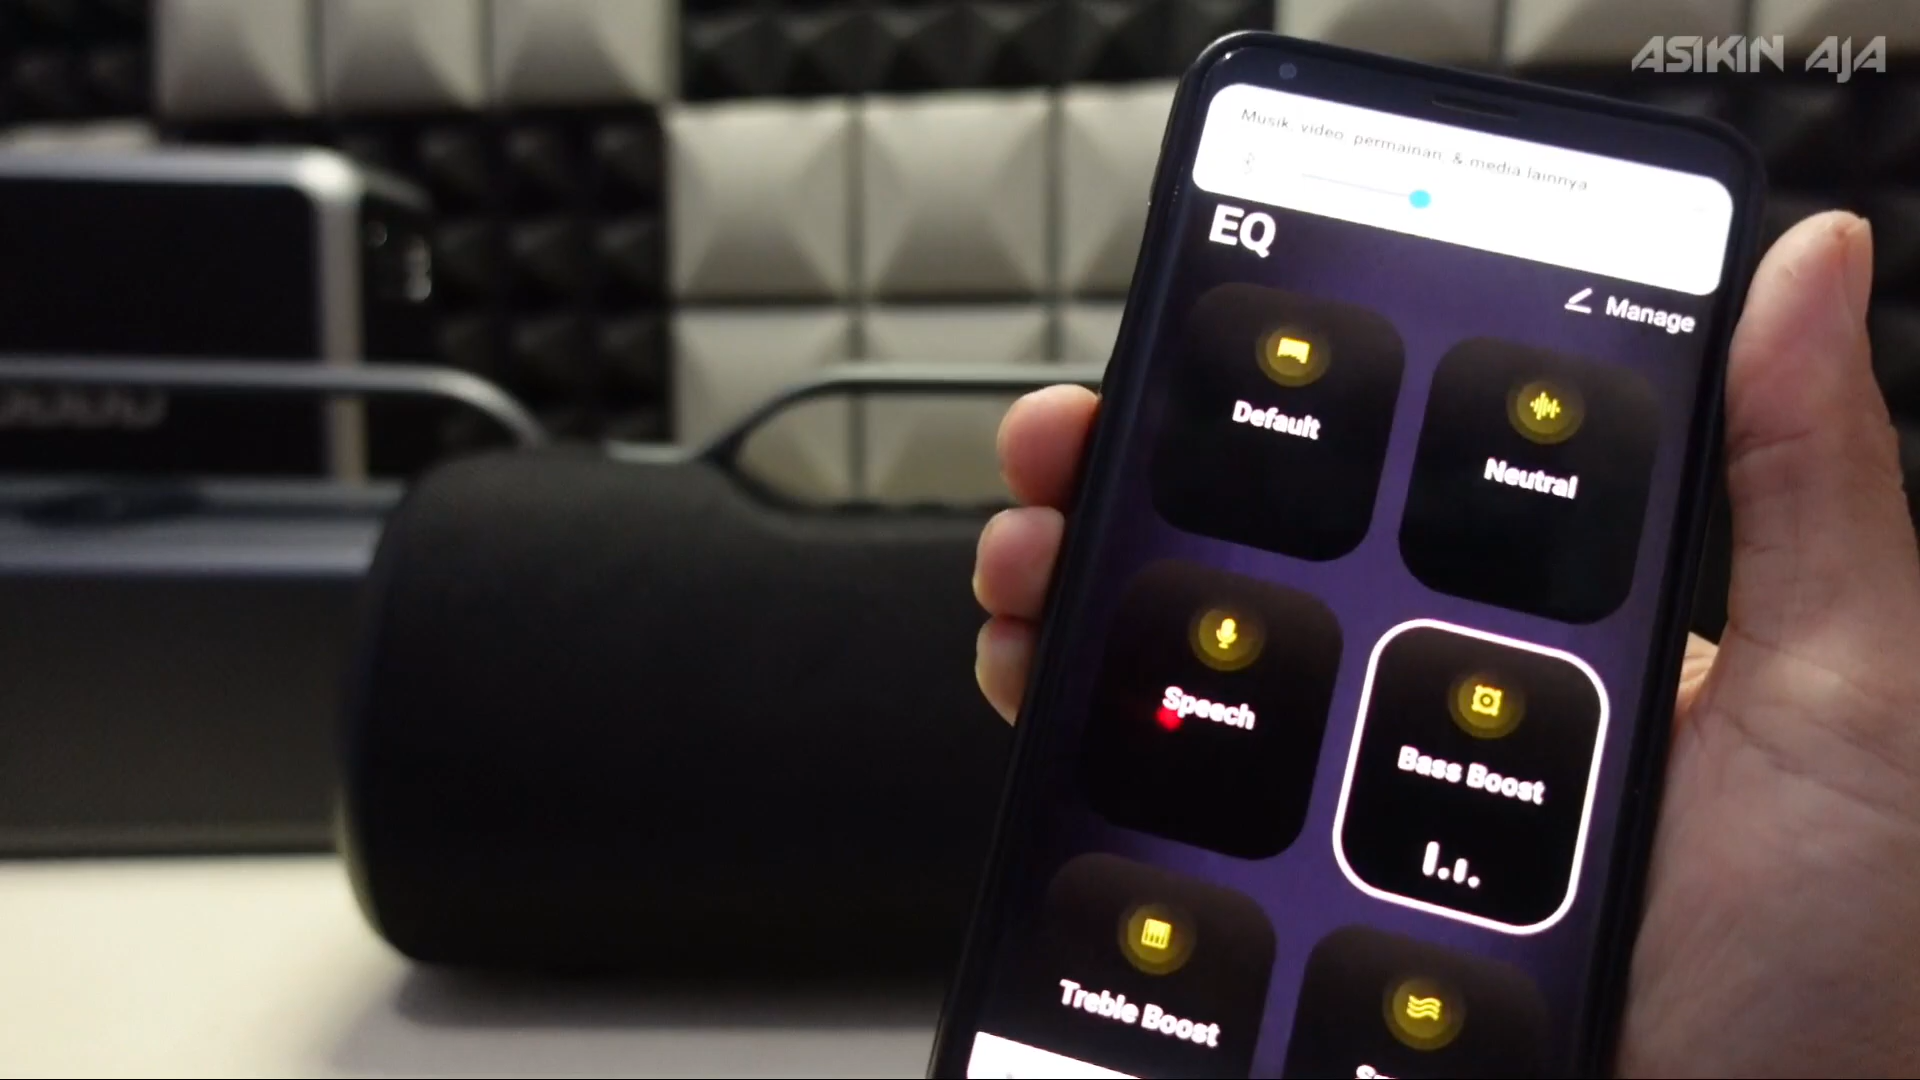 ASIKIN AJA
Musik, video, permainan, & media lainnya
EQ
Manage
Default
Neutral
Speech
Bass Boost
Treble Boost